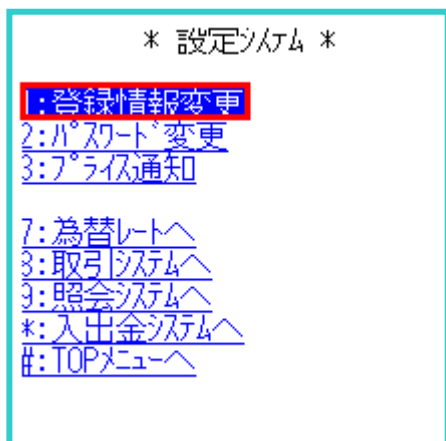 * 設定ｼｽﾃﾑ *
1:登録情報変更
2:ﾊﾟｽﾜｰﾄﾞ変更
3:ﾌﾟﾗｲｽ通知
7:為替ﾚｰﾄへ
8:取引ｼｽﾃﾑへ
9:照会ｼｽﾃﾑへ
*:入出金ｼｽﾃﾑへ
#:TOPﾒﾆｭｰへ